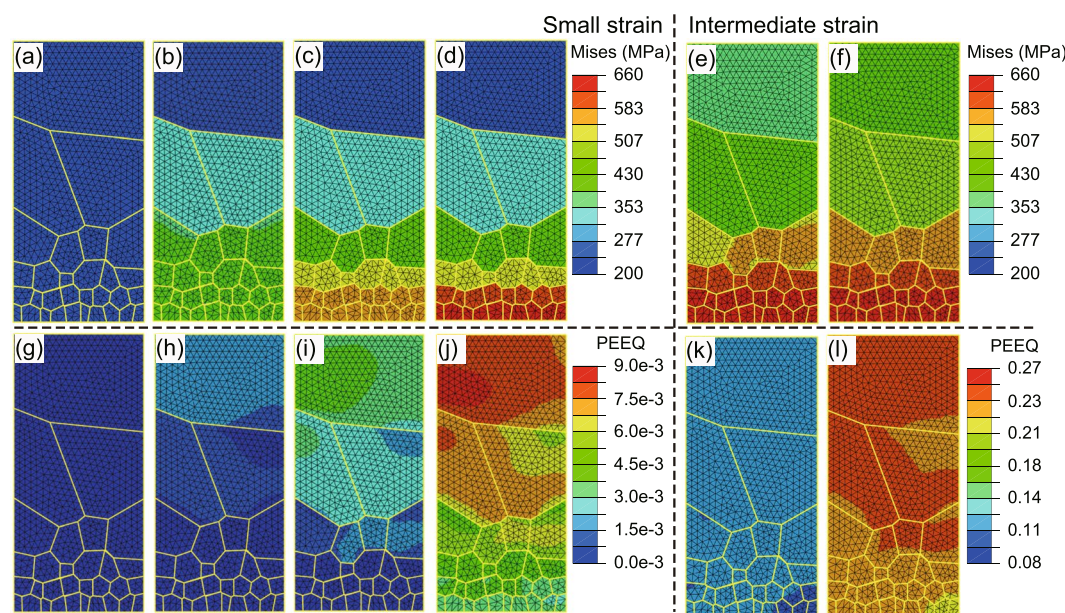 Small strain
Intermediate strain
(a)
(b)
(c)
(d)
Mises (MPa)
660
583
507
430
353
277
200
(e)
(f)
Mises (MPa)
660
583
507
430
353
277
200
(g)
(h)
(i)
(j)
PEEQ
9.0e-3
7.5e-3
6.0e-3
4.5e-3
3.0e-3
1.5e-3
0.0e-3
(k)
(l)
PEEQ
0.27
0.23
0.21
0.18
0.14
0.11
0.08